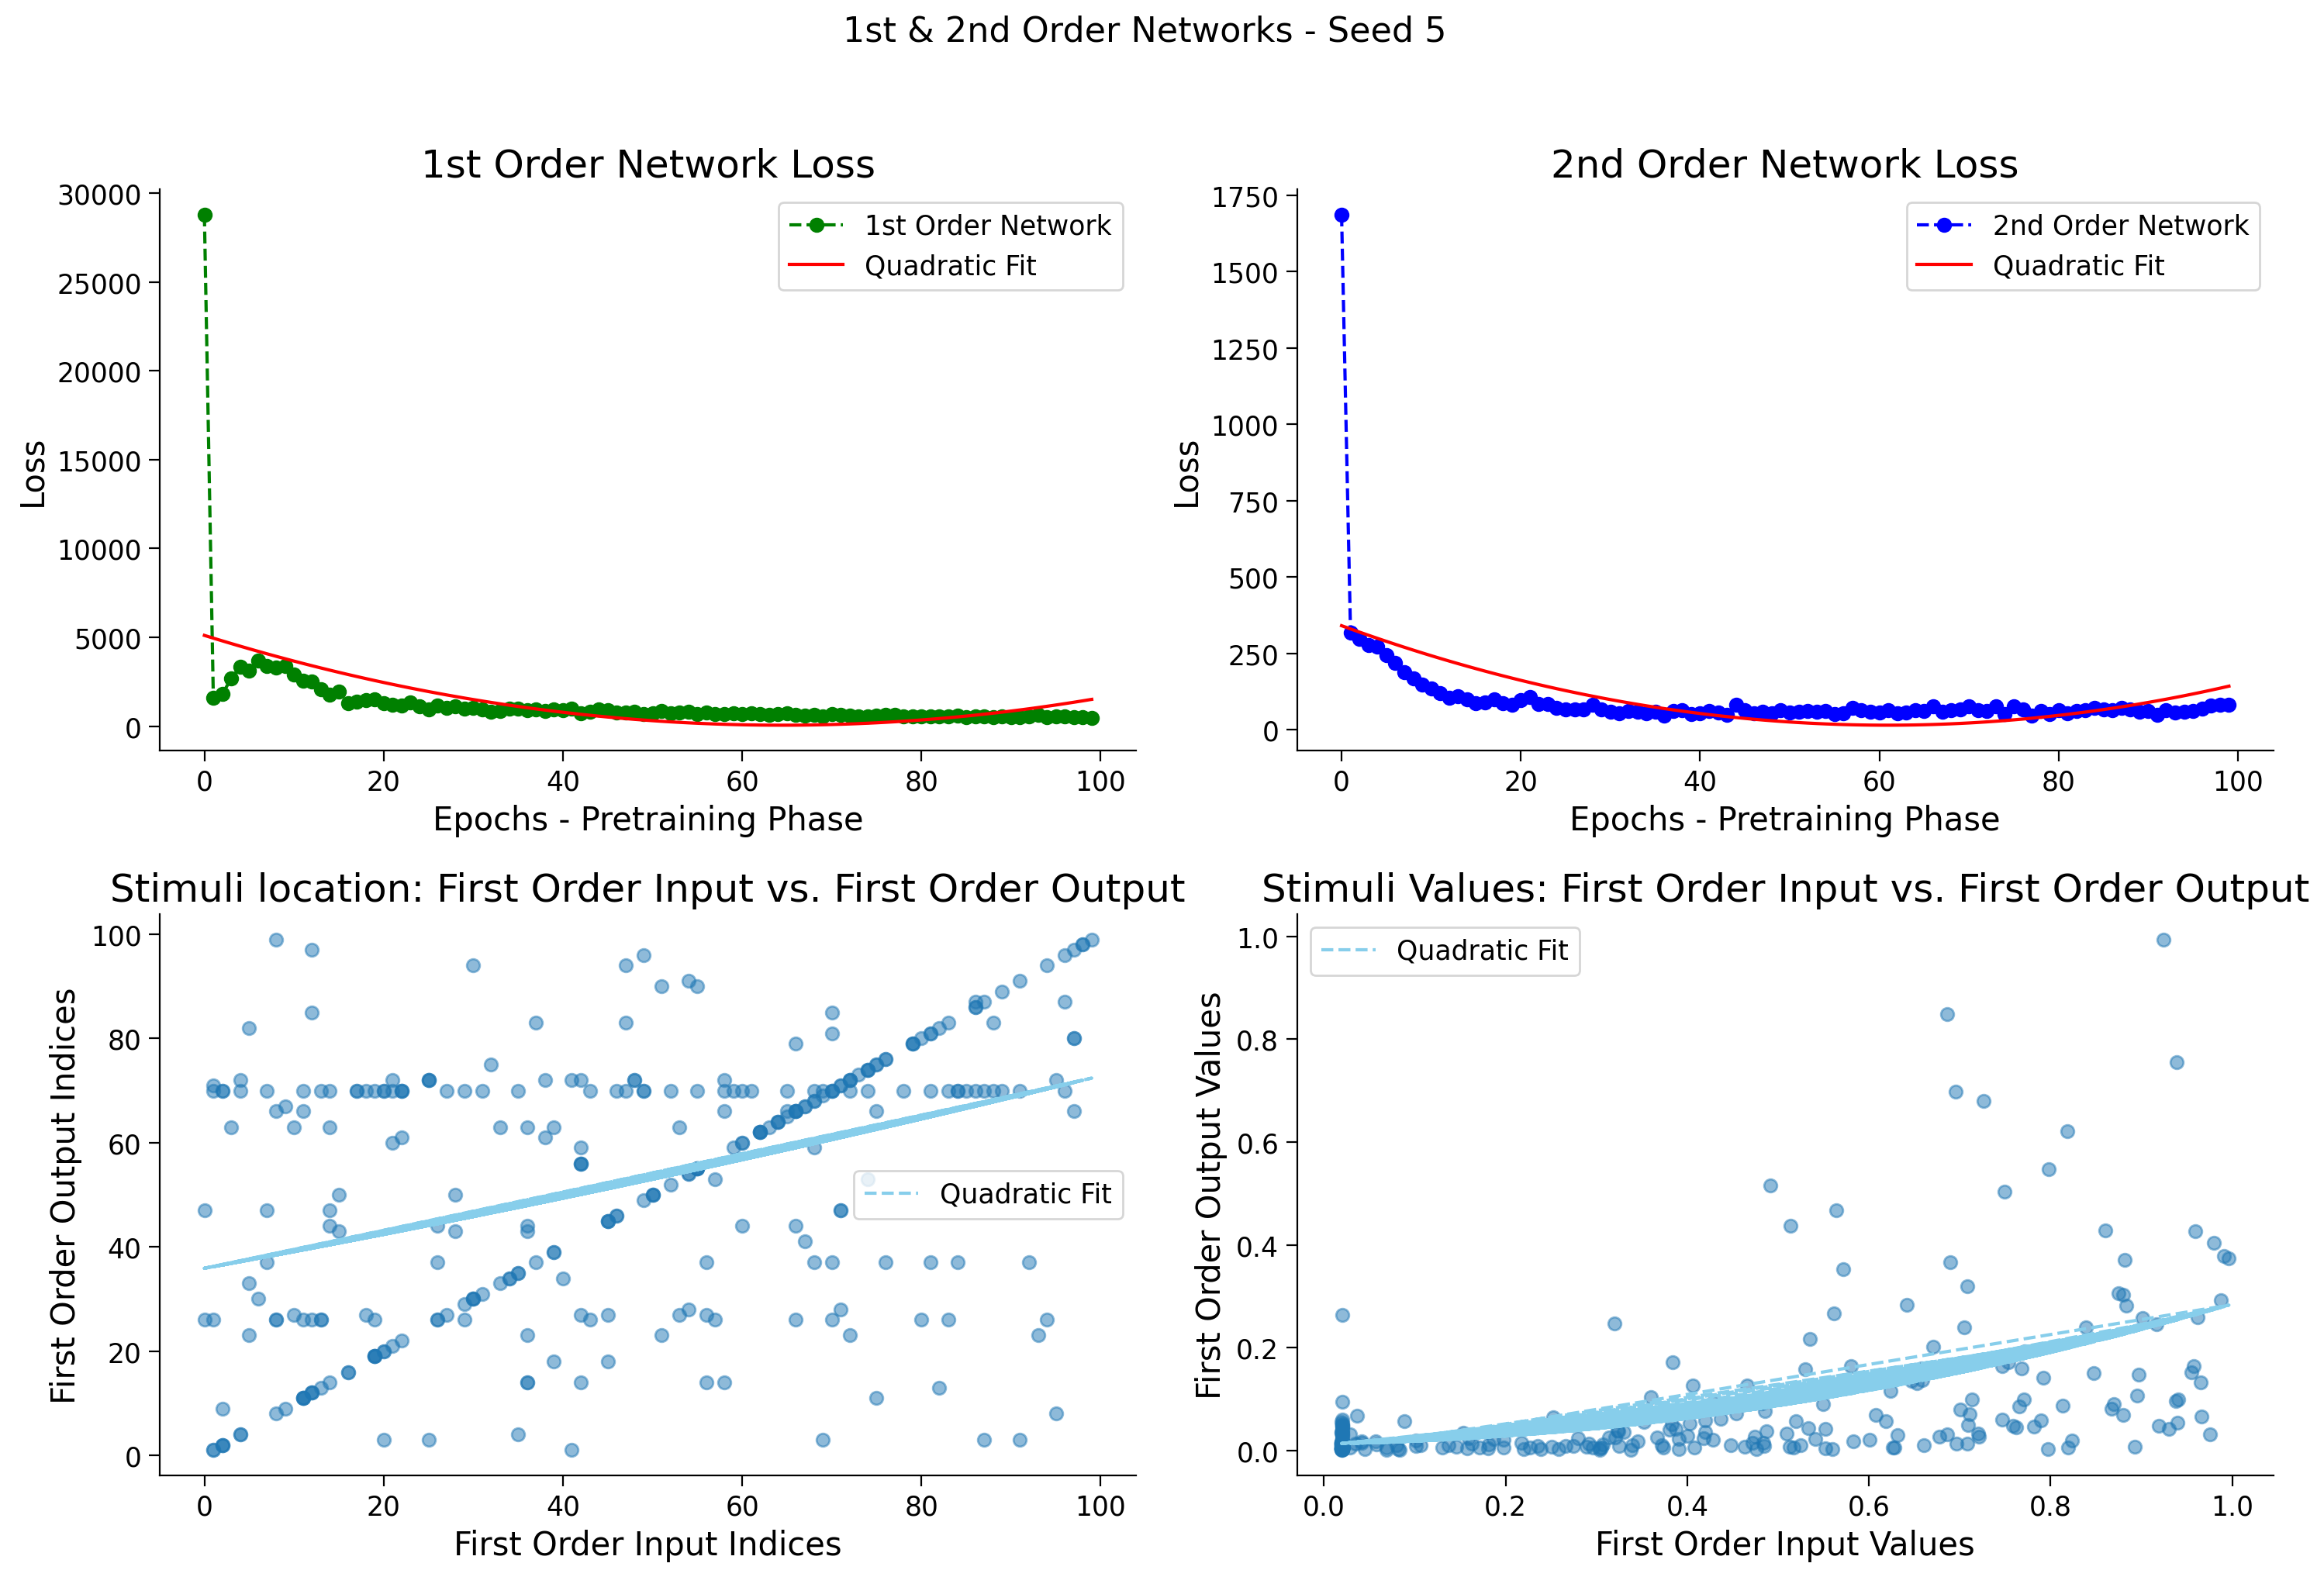 1st & 2nd Order Networks - Seed 5
1st Order Network Loss
30000
25000
20000
15000
10000
5000
0
Loss
1st Order Network
Quadratic Fit
0 20 40 60 80 100
Epochs - Pretraining Phase
2nd Order Network Loss
1750
1500
1250
1000
750
500
250
0
Loss
2nd Order Network
Quadratic Fit
0 20 40 60 80 100
Epochs - Pretraining Phase
Stimuli location: First Order Input vs. First Order Output
100
80
60
40
20
0
First Order Output Indices
Quadratic Fit
0 20 40 60 80 100
First Order Input Indices
Stimuli Values: First Order Input vs. First Order Output
1.0
0.8
0.6
0.4
0.2
0.0
First Order Output Values
Quadratic Fit
0.0 0.2 0.4 0.6 0.8 1.0
First Order Input Values